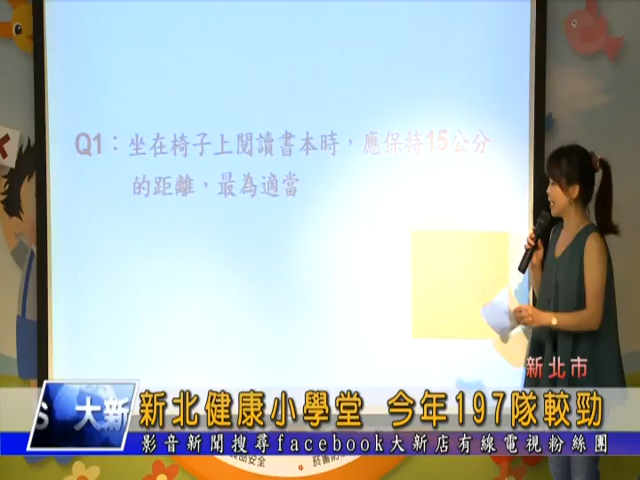 Q1：坐在椅子上閱讀書本時，應保持15公分
的距離，最為適當
新北市
S 大新
新北健康小學堂 今年197隊較勁
影音新聞搜尋facebook大新店有線電視粉絲團